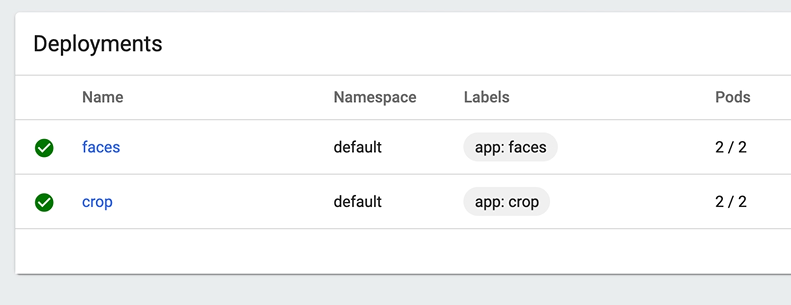 Deployments
Name Namespace Labels Pods
faces default app: faces 2 / 2
crop default app: crop 2 / 2